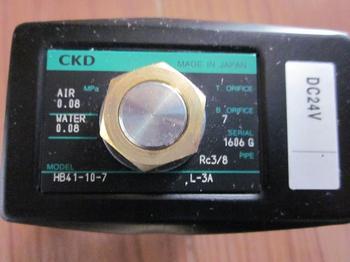 CKD
MADE IN JAPAN
MPa
T. ORIFICE
AIR
0.08
B. ORIFICE
7
WATER
0.08
SERIAL
1606 G
PIPE
Rc3/8
MODEL
HB41-10-7
,L-3A
DC24V